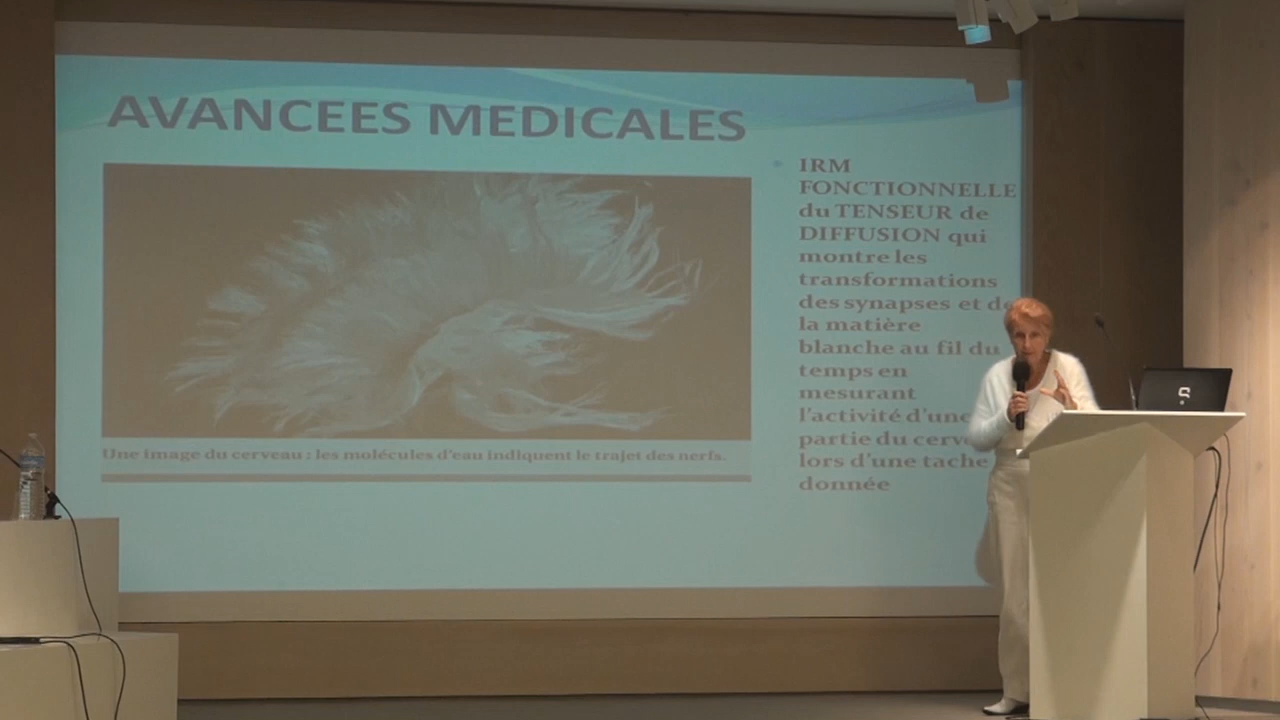 AVANCEES MEDICALES
IRM
FONCTIONNELLE
du TENSEUR de
DIFFUSION qui
montre les
transformations
des synapses et de
la matière
blanche au fil du
temps en
mesurant
l'activité d'une
partie du cerv
lors d'une tache
donnée
Une image du cerveau : les molécules d'eau indiquent le trajet des nerfs.